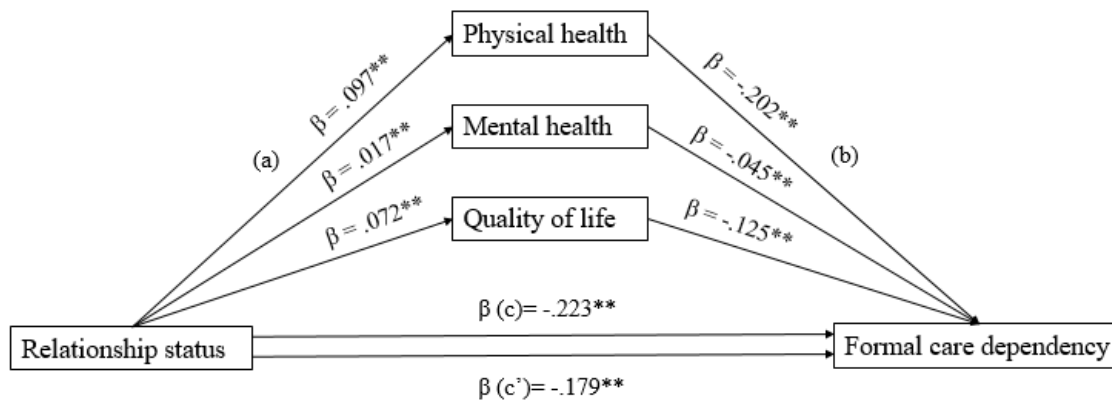 Physical health
β = .097**
β = -.202**
Mental health
(a)
β = .017**
β = -.045**
(b)
Quality of life
β = .072**
β = -.125**
β (c)= -.223**
Relationship status
Formal care dependency
β (c’)= -.179**